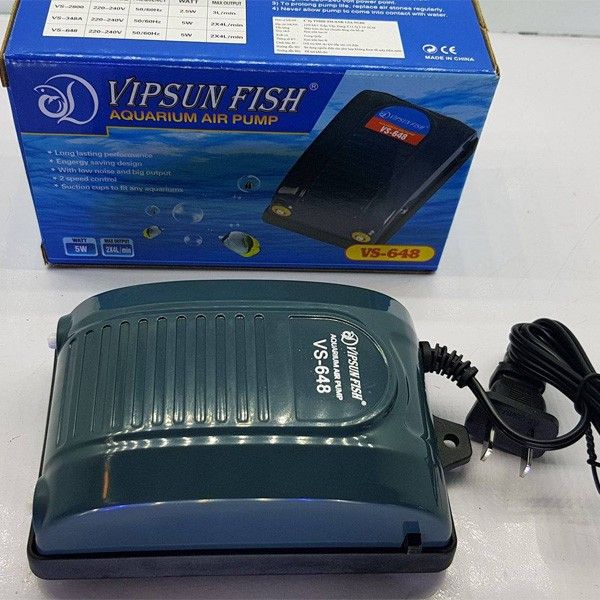 VS-2800 220-240V 50/60Hz 2.5W 3L/min
VS-348A 220-240V 50/60Hz 5W 2X4L/min
VS-648 220-240V 50/60Hz 5W 2X4L/min
3) To prolong pump life, replace air stones regularly.
4) Never allow pump to come into contact with water.
MADE IN CHINA
VIPSUN FISH®
AQUARIUM AIR PUMP
• Long lasting performance
• Engergy saving design
• With low noise and big output
• 2 speed control
• Suction cups to fit any aquariums
WATT
5W
MAX OUTPUT
2X4L/min
VIPSUN FISH
VS-648
VS-648
VIPSUN FISH®
AQUARIUM AIR PUMP
VS-648